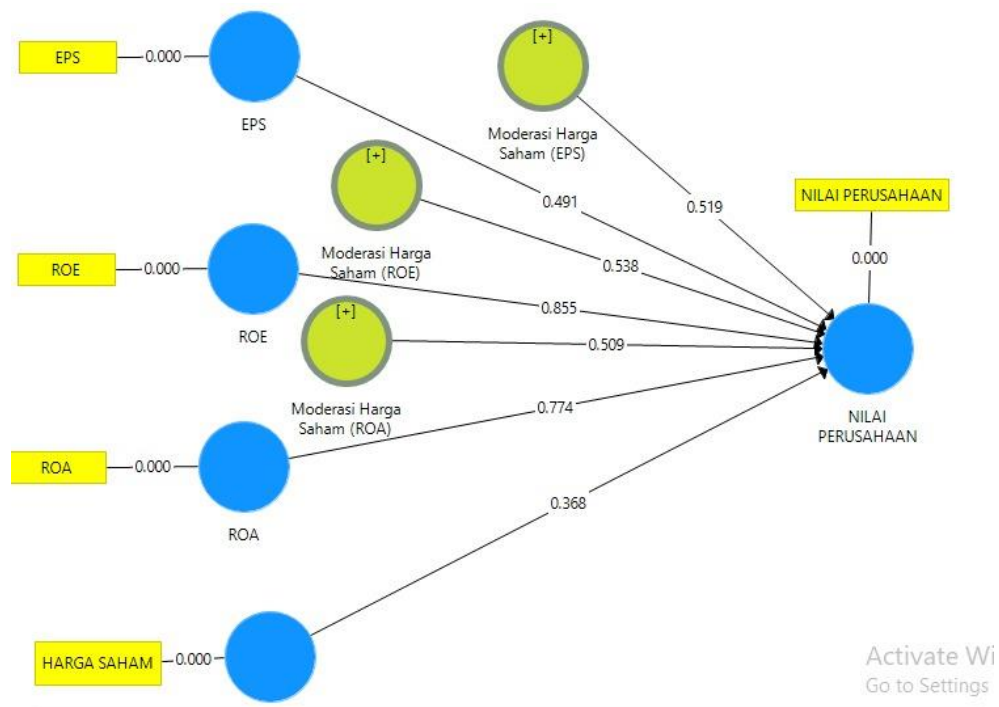 [+]
EPS
0.000
EPS
Moderasi Harga
Saham (EPS)
[+]
0.491
0.519
NILAI PERUSAHAAN
Moderasi Harga
Saham (ROE)
0.538
0.000
ROE
0.000
ROE
0.855
[+]
0.509
Moderasi Harga
Saham (ROA)
0.774
NILAI
PERUSAHAAN
ROA
0.000
ROA
0.368
HARGA SAHAM
0.000
Activate Wi
Go to Settings